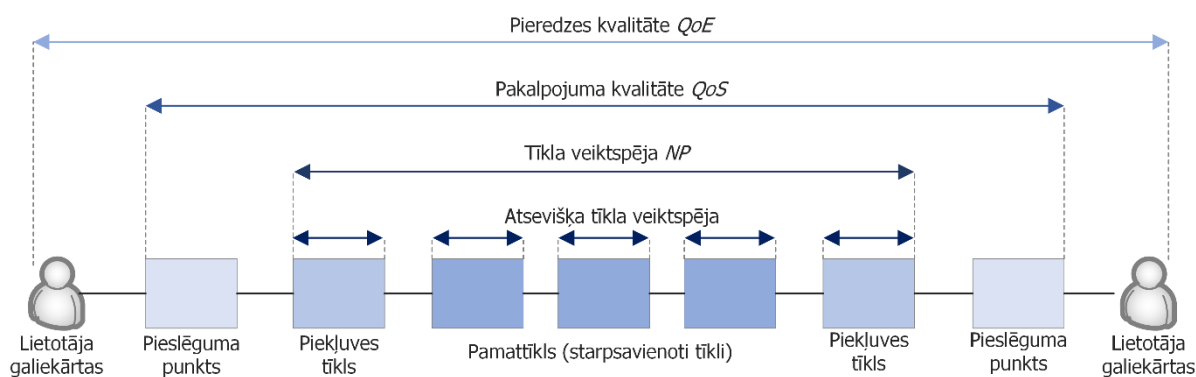 Pieredzes kvalitāte QoE
Pakalpojuma kvalitāte QoS
Tīkla veiktspēja NP
Atsevišķa tīkla veiktspēja
Lietotāja
galiekārtas
Pieslēguma
punkts
Piekļuves
tīkls
Pamattīkls (starpsavienoti tīkli)
Piekļuves
tīkls
Pieslēguma
punkts
Lietotāja
galiekārtas